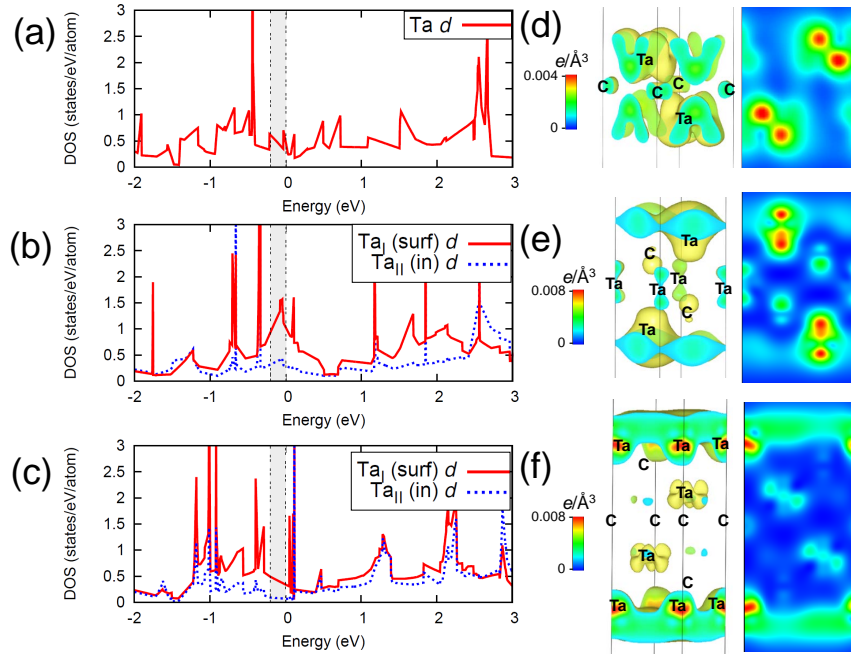 (a)
DOS (states/eV/atom)
3
2.5
2
1.5
1
0.5
0
Ta d
-2 -1 0 1 2 3
Energy (eV)
(b)
DOS (states/eV/atom)
3
2.5
2
1.5
1
0.5
0
Ta_I (surf) d
Ta_II (in) d
-2 -1 0 1 2 3
Energy (eV)
(c)
DOS (states/eV/atom)
3
2.5
2
1.5
1
0.5
0
Ta_I (surf) d
Ta_II (in) d
-2 -1 0 1 2 3
Energy (eV)
(d)
e/Å³
0.004
0
Ta
C C C C
Ta
(e)
e/Å³
0.008
0
Ta
C
Ta Ta Ta Ta
C
Ta
(f)
e/Å³
0.008
0
Ta Ta Ta
C
Ta
C C C C
Ta
C
Ta Ta Ta